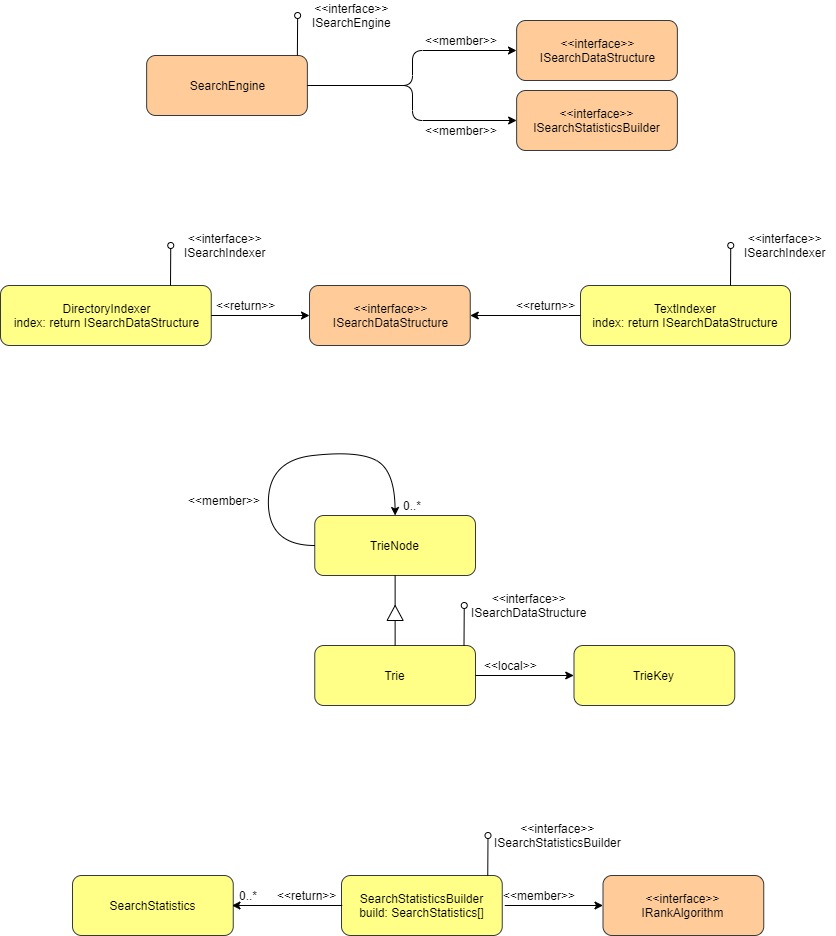 <<interface>>
ISearchEngine
<<member>>
<<interface>>
ISearchDataStructure
SearchEngine
<<interface>>
ISearchStatisticsBuilder
<<member>>
<<interface>>
ISearchIndexer
<<interface>>
ISearchIndexer
DirectoryIndexer
index: return ISearchDataStructure
<<return>>
<<interface>>
ISearchDataStructure
<<return>>
TextIndexer
index: return ISearchDataStructure
<<member>>
0..*
TrieNode
<<interface>>
ISearchDataStructure
Trie
<<local>>
TrieKey
<<interface>>
ISearchStatisticsBuilder
SearchStatistics
0..*
<<return>>
SearchStatisticsBuilder
build: SearchStatistics[]
<<member>>
<<interface>>
IRankAlgorithm